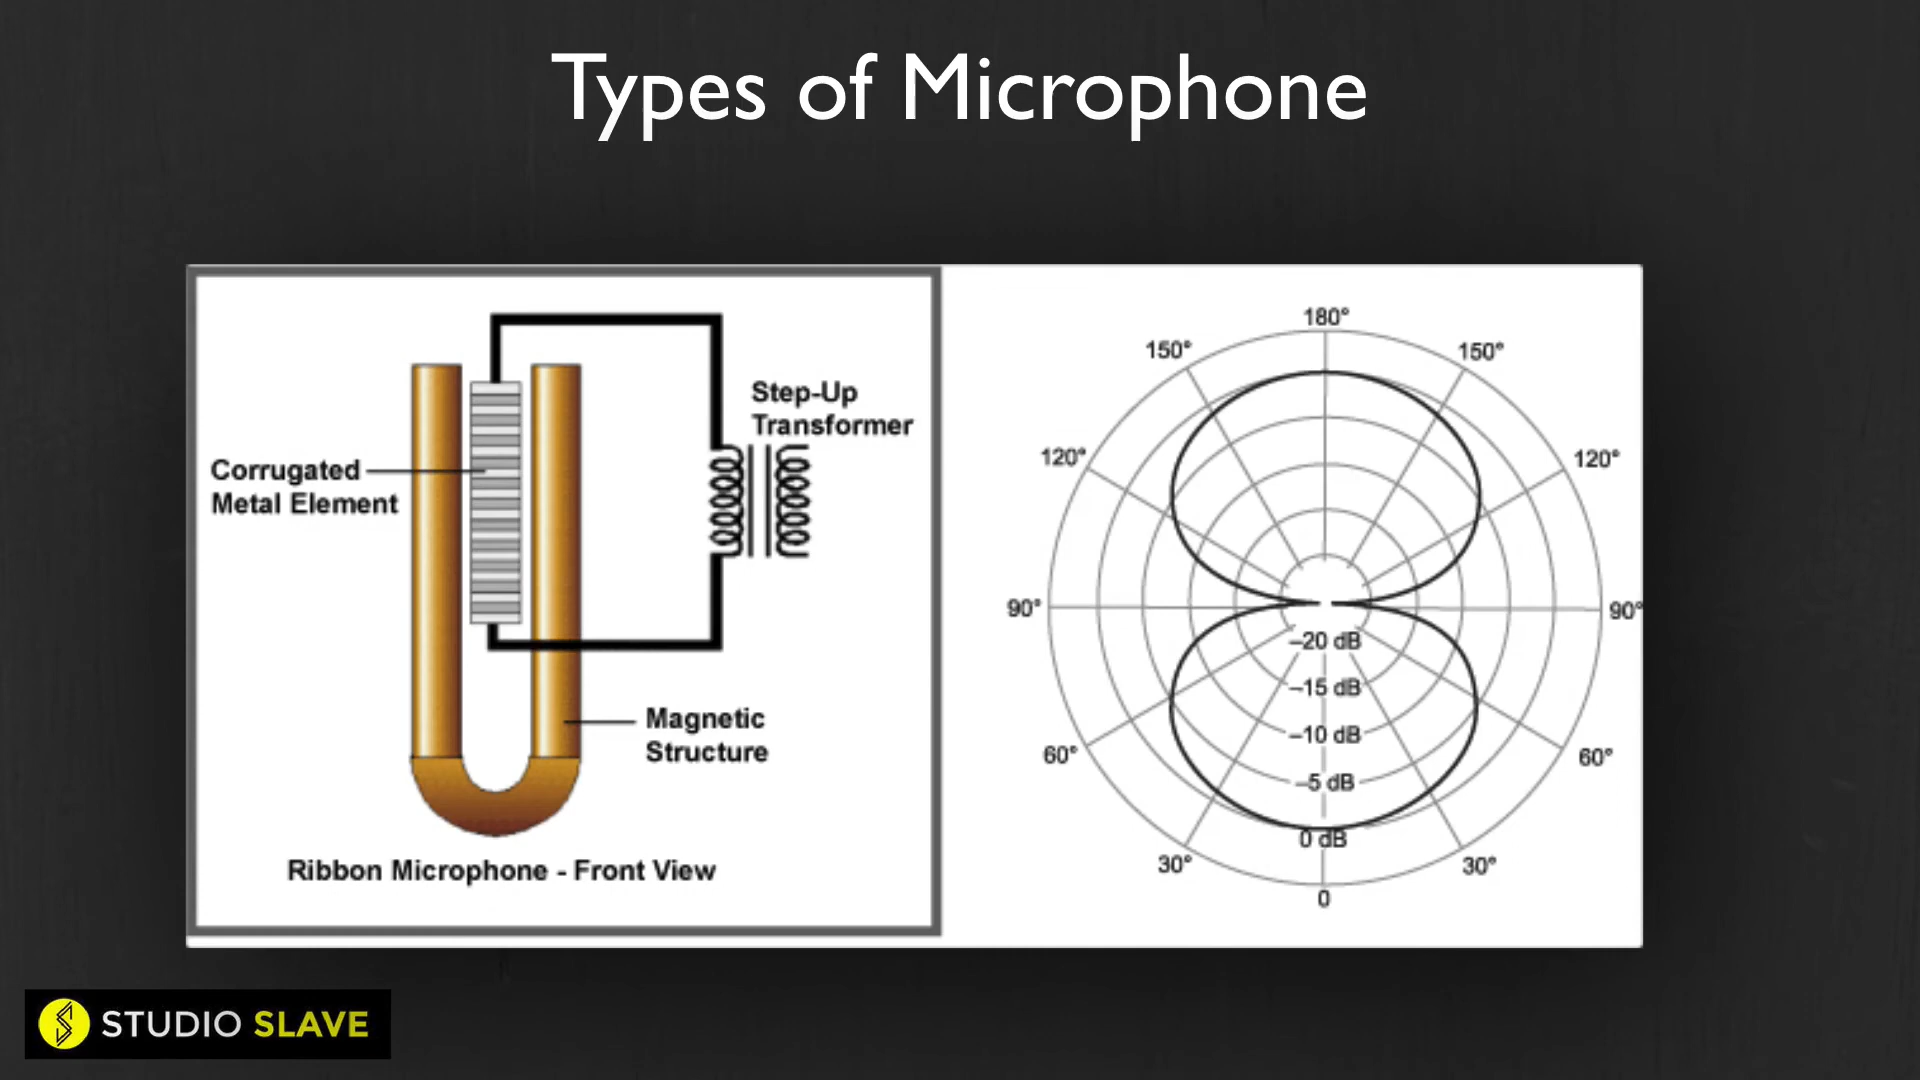 Types of Microphone
Step-Up
Transformer
Corrugated
Metal Element
Magnetic
Structure
Ribbon Microphone - Front View
180°
150°
150°
120°
120°
90°
90°
–20 dB
–15 dB
–10 dB
–5 dB
0 dB
60°
60°
30°
30°
0
STUDIO SLAVE